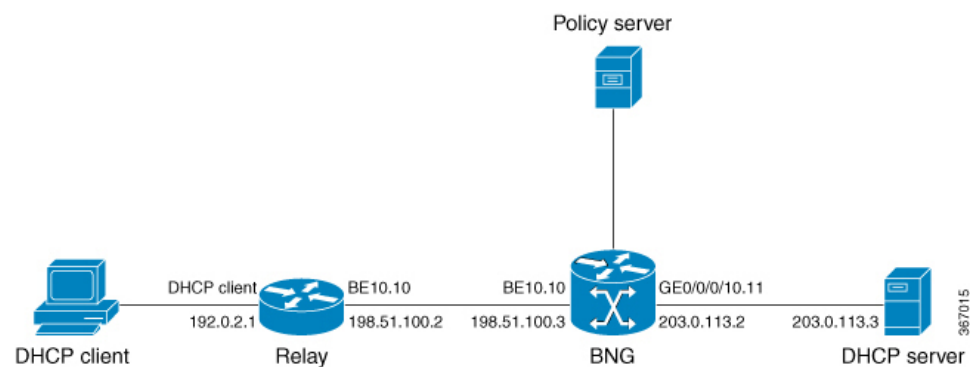 Policy server
DHCP client BE10.10 BE10.10 GE0/0/0/10.11
192.0.2.1 198.51.100.2 198.51.100.3 203.0.113.2 203.0.113.3
DHCP client Relay BNG DHCP server
367015